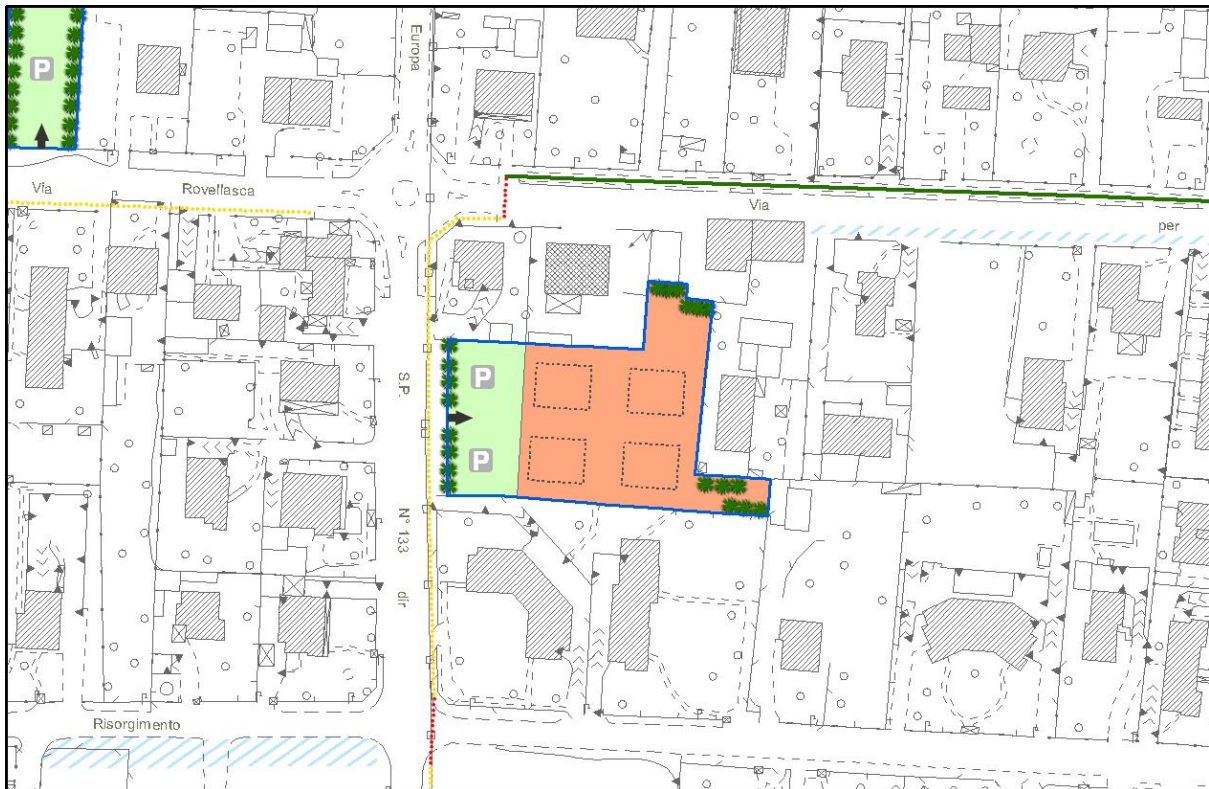 Europa
P
Via
Rovellasca
Via
per
S.P.
P
P
N° 133
dir
Risorgimento